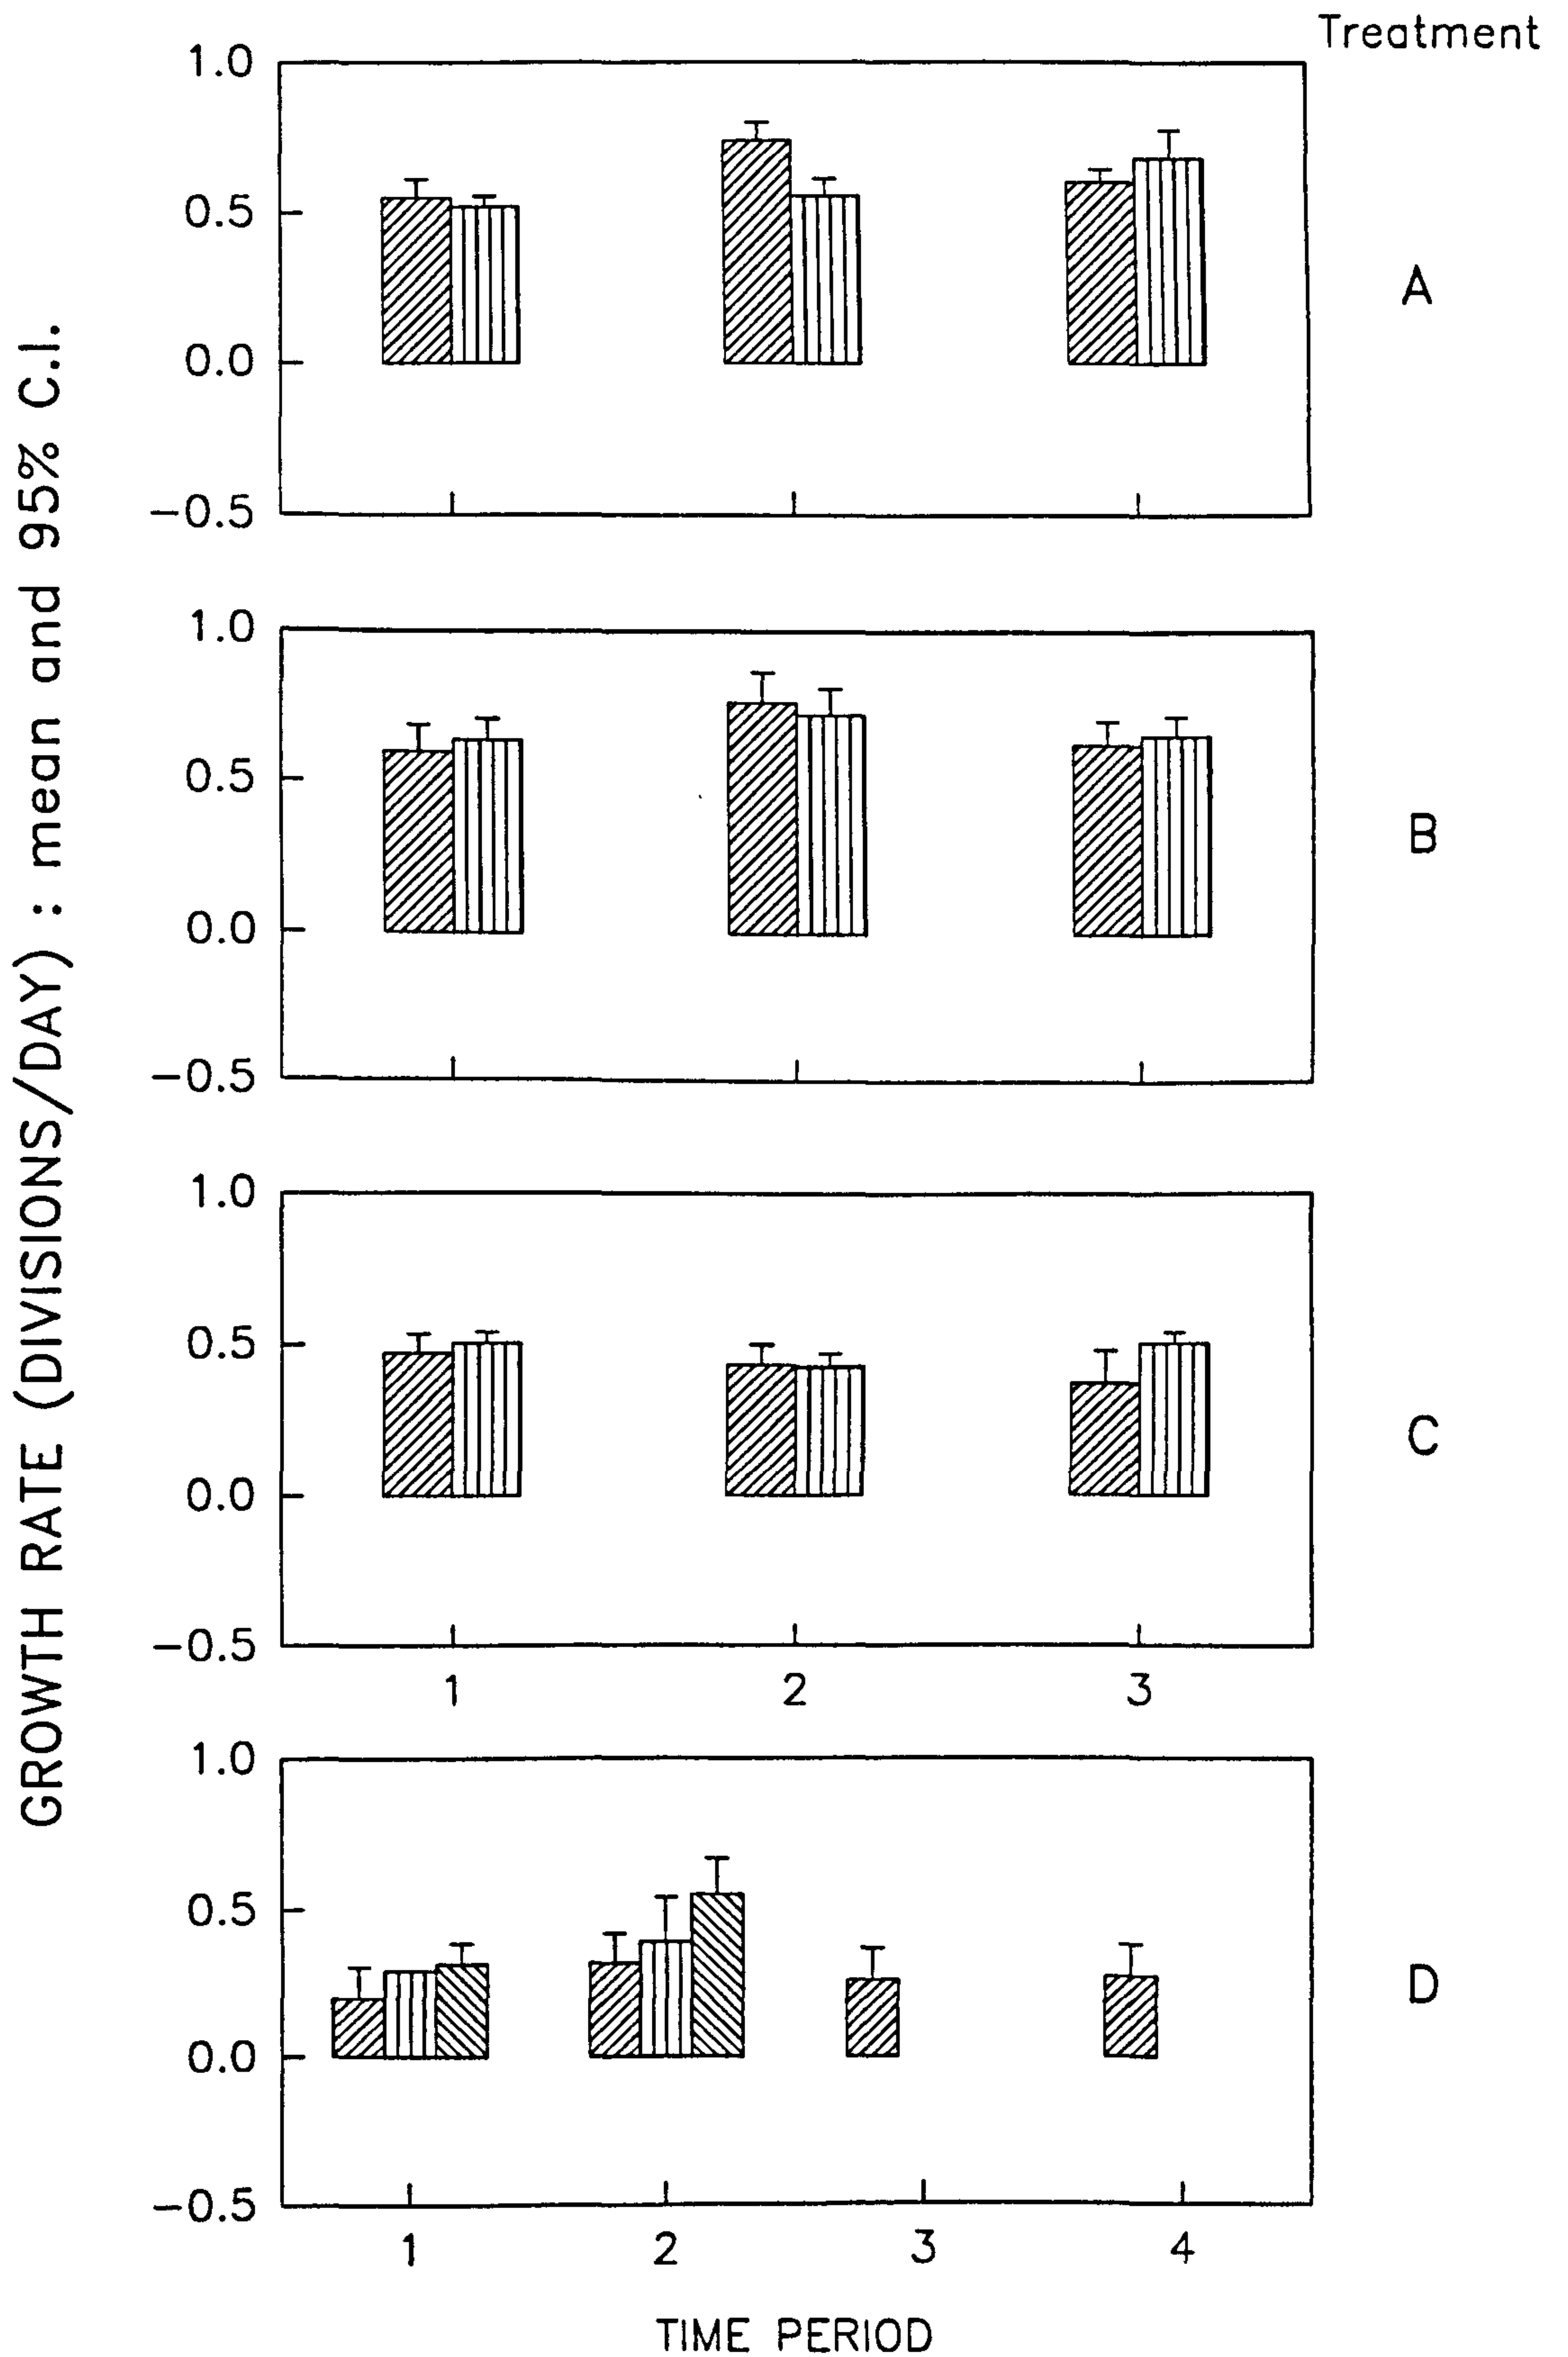 Treatment
GROWTH RATE (DIVISIONS/DAY) : mean and 95% C.I.
1.0
0.5
0.0
−0.5
A
1.0
0.5
0.0
−0.5
B
1.0
0.5
0.0
−0.5
C
1 2 3
1.0
0.5
0.0
−0.5
D
1 2 3 4
TIME PERIOD